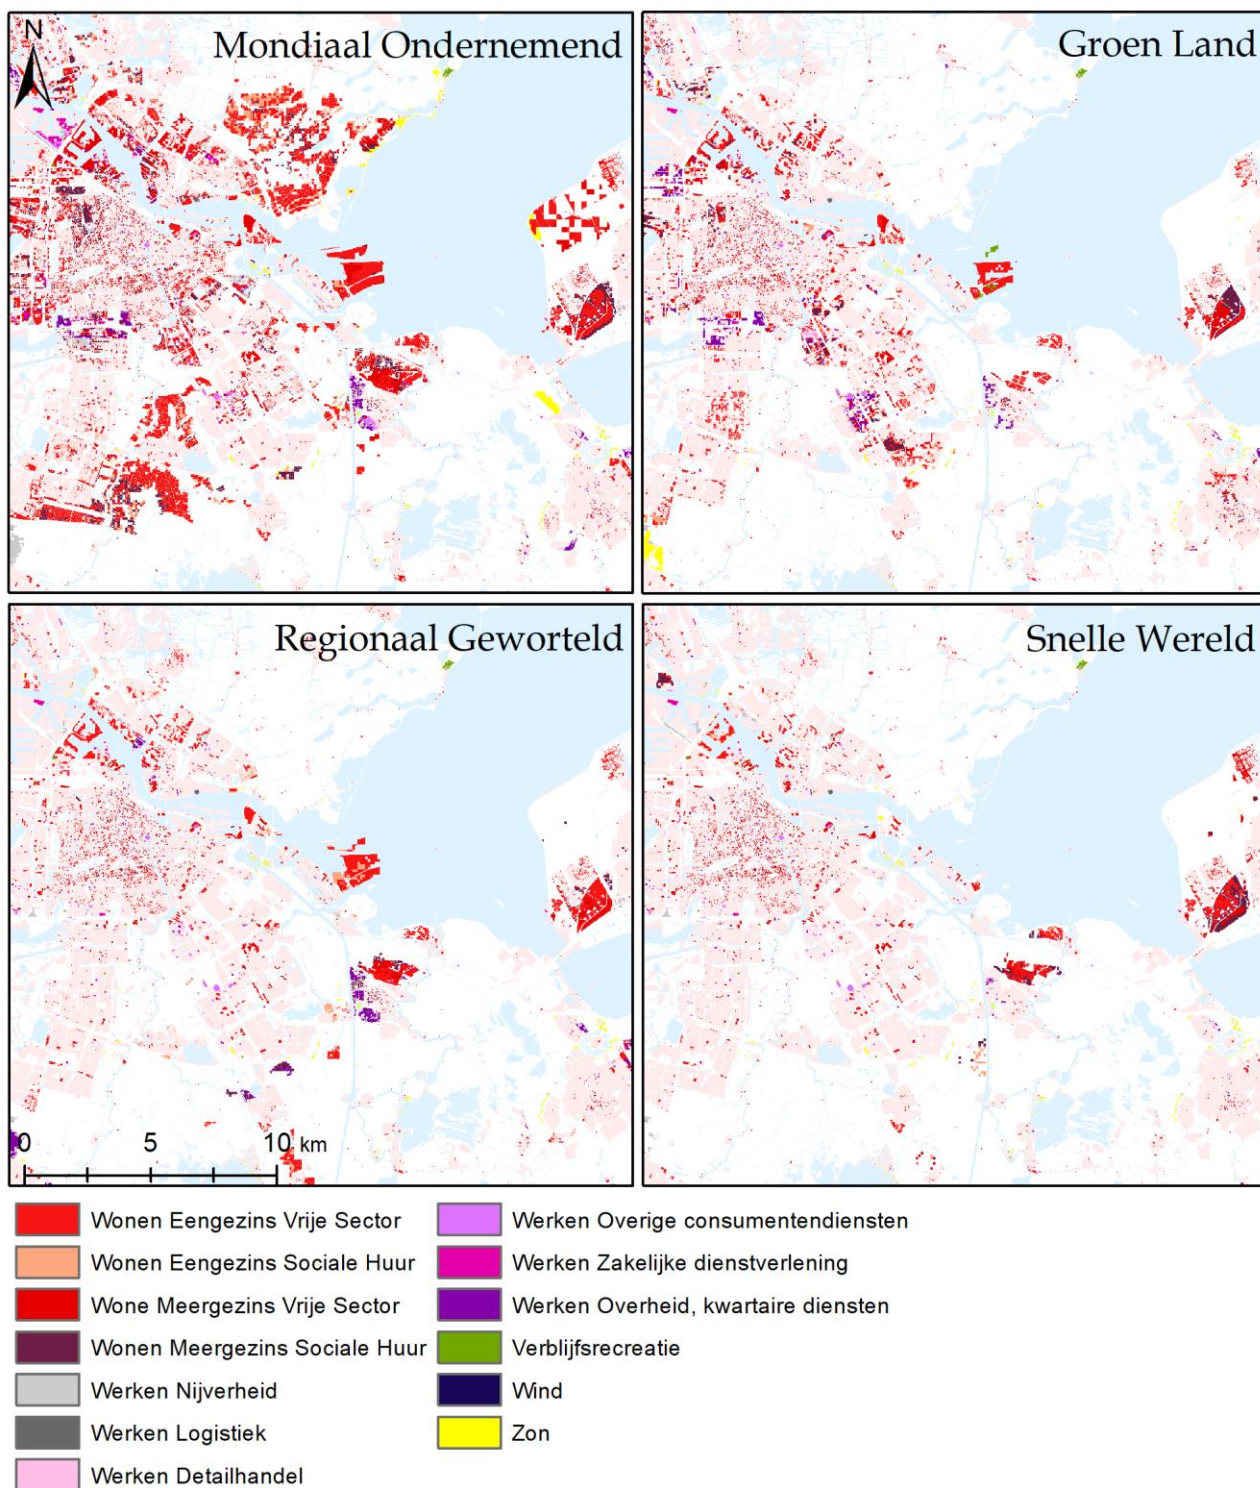 N
Mondiaal Ondernemend
Groen Land
Regionaal Geworteld
Snelle Wereld
0 5 10 km
Wonen Eengezins Vrije Sector
Wonen Eengezins Sociale Huur
Wone Meergezins Vrije Sector
Wonen Meergezins Sociale Huur
Werken Nijverheid
Werken Logistiek
Werken Detailhandel
Werken Overige consumentendiensten
Werken Zakelijke dienstverlening
Werken Overheid, kwartaire diensten
Verblijfsrecreatie
Wind
Zon